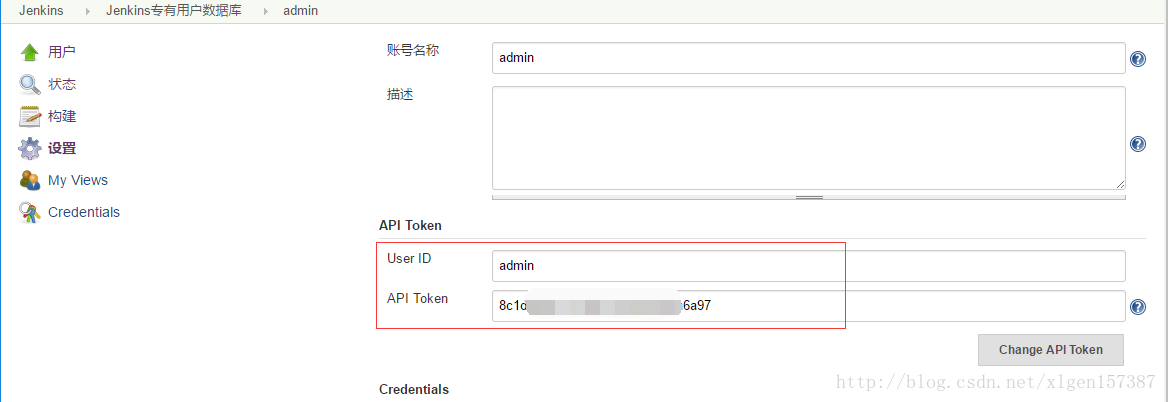 Jenkins Jenkins专有用户数据库 admin
用户
状态
构建
设置
My Views
Credentials
账号名称
admin
描述
API Token
User ID
admin
API Token
8c1 6a97
Change API Token
Credentials
http://blog.csdn.net/xlgen157387